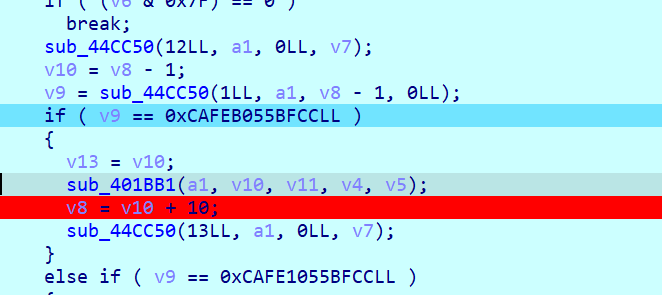 if ( (v6 & 0x7F) == 0 )
break;
sub_44CC50(12LL, a1, 0LL, v7);
v10 = v8 - 1;
v9 = sub_44CC50(1LL, a1, v8 - 1, 0LL);
if ( v9 == 0xCAFEB055BFCCLL )
{
v13 = v10;
sub_401BB1(a1, v10, v11, v4, v5);
v8 = v10 + 10;
sub_44CC50(13LL, a1, 0LL, v7);
}
else if ( v9 == 0xCAFE1055BFCCLL )